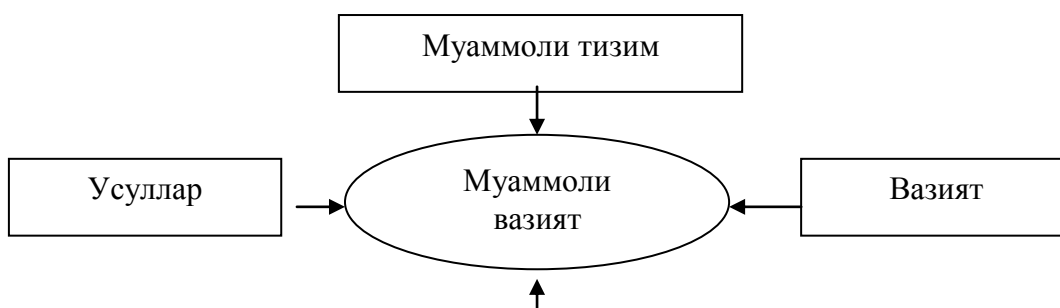 Муаммоли тизим
Усуллар
Муаммоли
вазият
Вазият